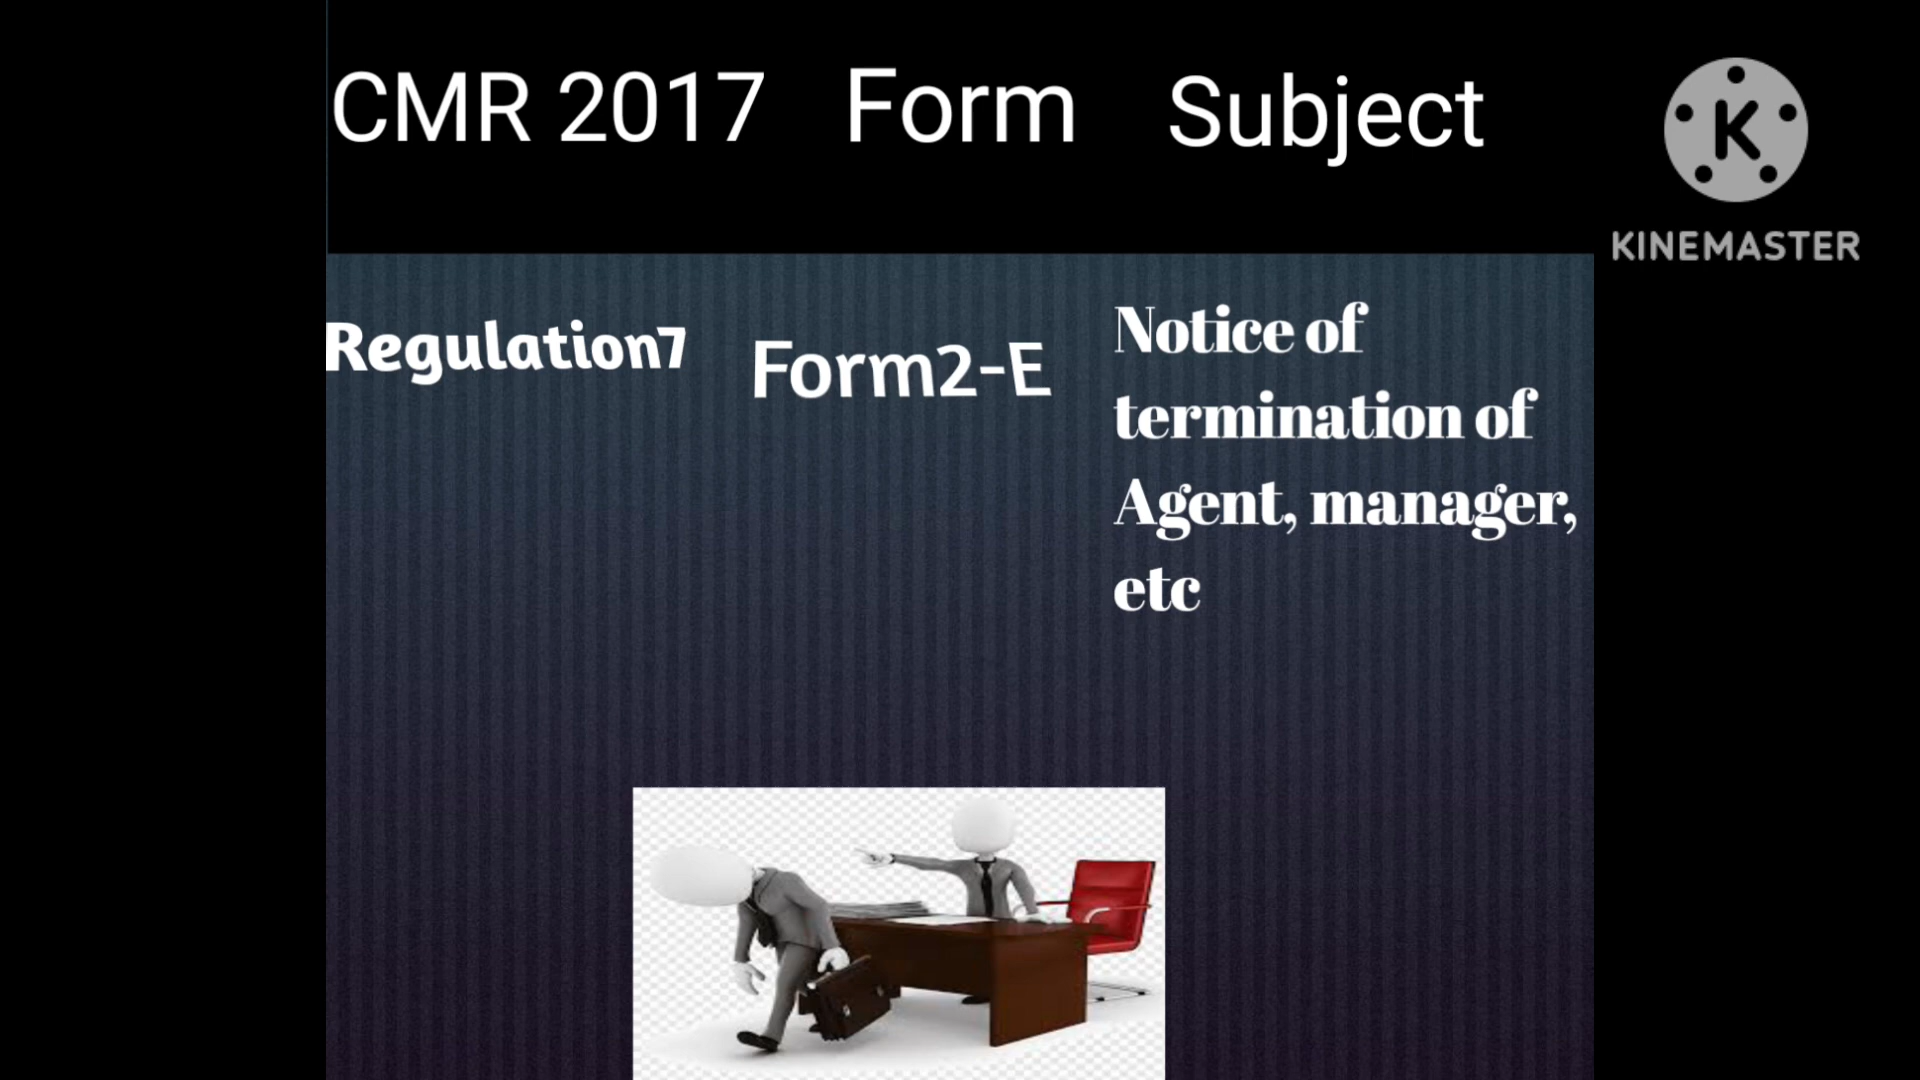 CMR 2017 Form Subject
K
KINEMASTER
Regulation7 Form2-E
Notice of
termination of
Agent, manager,
etc